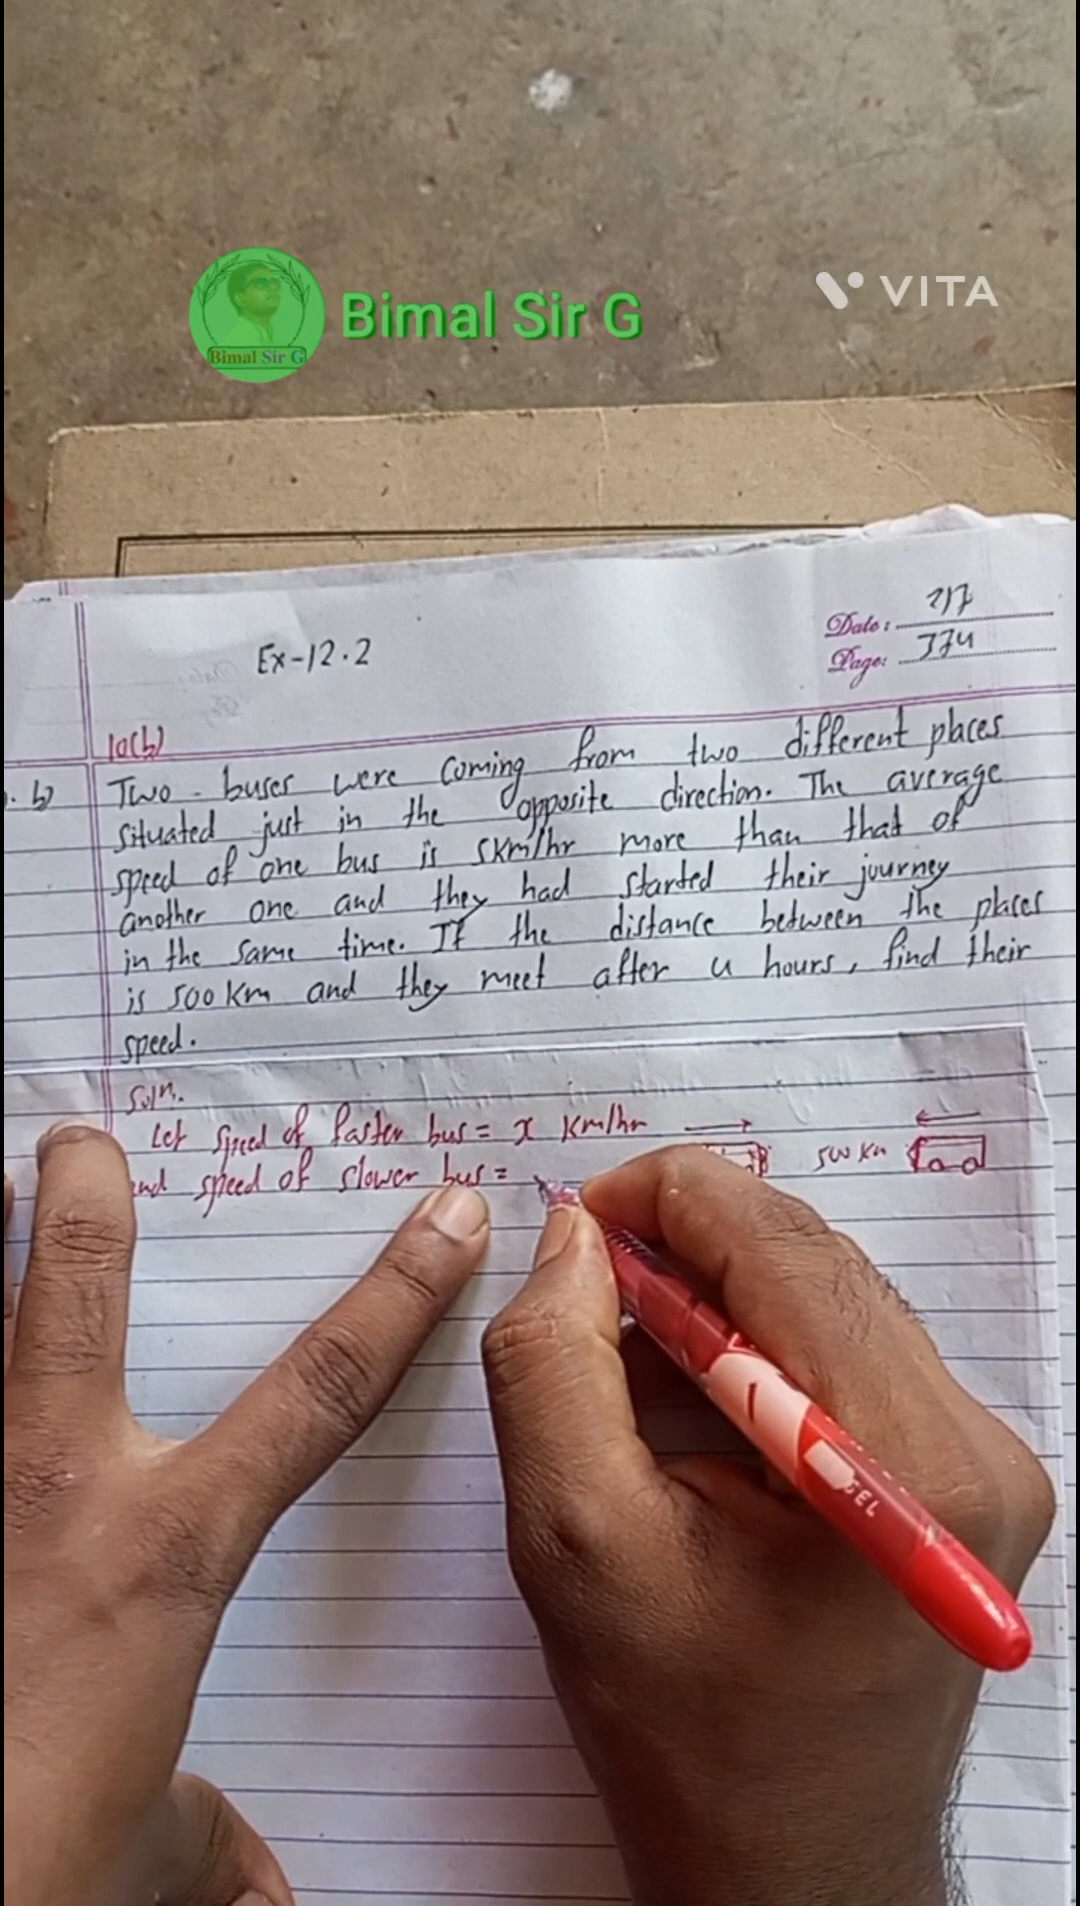 VITA
Bimal Sir G
Bimal Sir G
Date: 217
Page: 374
Ex-12.2
10(b)
b) Two buses were coming from two different places
situated just in the opposite direction. The average
speed of one bus is 5km/hr more than that of
another one and they had started their journey
in the same time. If the distance between the places
is 500 km and they meet after 4 hours, find their
speed.
Soln.
Let speed of faster bus = x km/hr
500 km
and speed of slower bus =
GEL